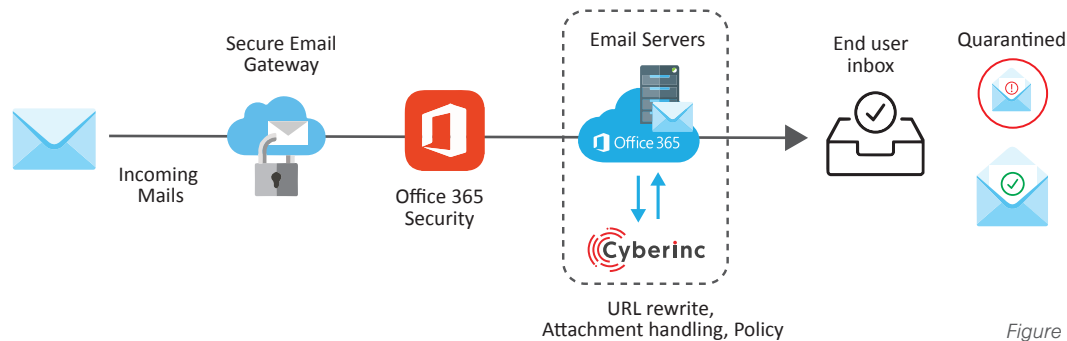 Secure Email
Gateway
Email Servers
End user
inbox
Quarantined
Office 365
Incoming
Mails
Office 365
Security
Cyberinc
URL rewrite,
Attachment handling, Policy
Figure